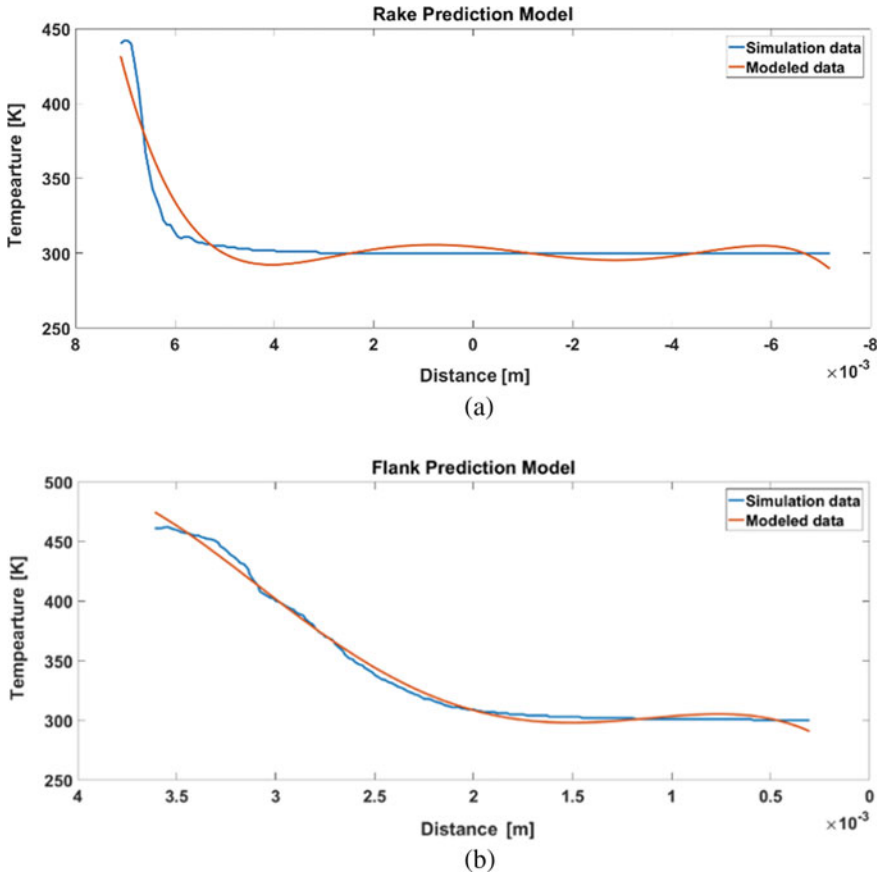 Rake Prediction Model
450
400
350
300
250
Tempearture [K]
Simulation data
Modeled data
8 6 4 2 0 -2 -4 -6 -8
Distance [m]
×10-3
(a)
Flank Prediction Model
500
450
400
350
300
250
Tempearture [K]
Simulation data
Modeled data
4 3.5 3 2.5 2 1.5 1 0.5 0
Distance [m]
×10-3
(b)